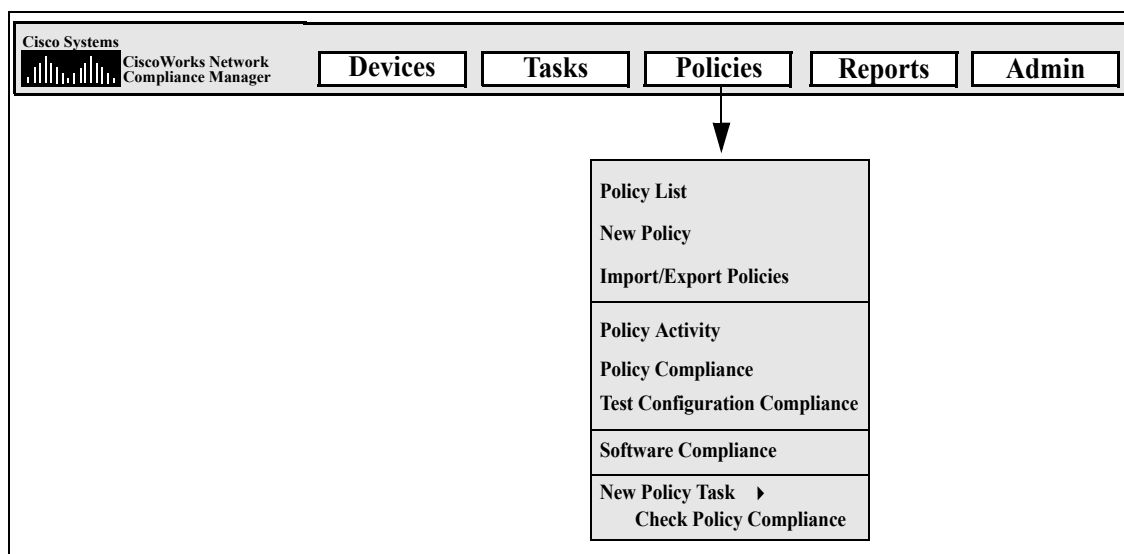 Cisco Systems
CiscoWorks Network
Compliance Manager
Devices
Tasks
Policies
Reports
Admin
Policy List
New Policy
Import/Export Policies
Policy Activity
Policy Compliance
Test Configuration Compliance
Software Compliance
New Policy Task
Check Policy Compliance